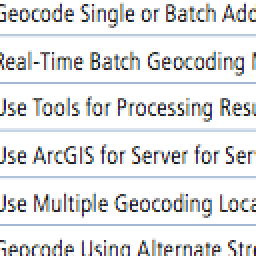 Geocode Single or Batch Add
Real-Time Batch Geocoding
Use Tools for Processing Resu
Use ArcGIS for Server for Ser
Use Multiple Geocoding Loca
Geocode Using Alternate Stre